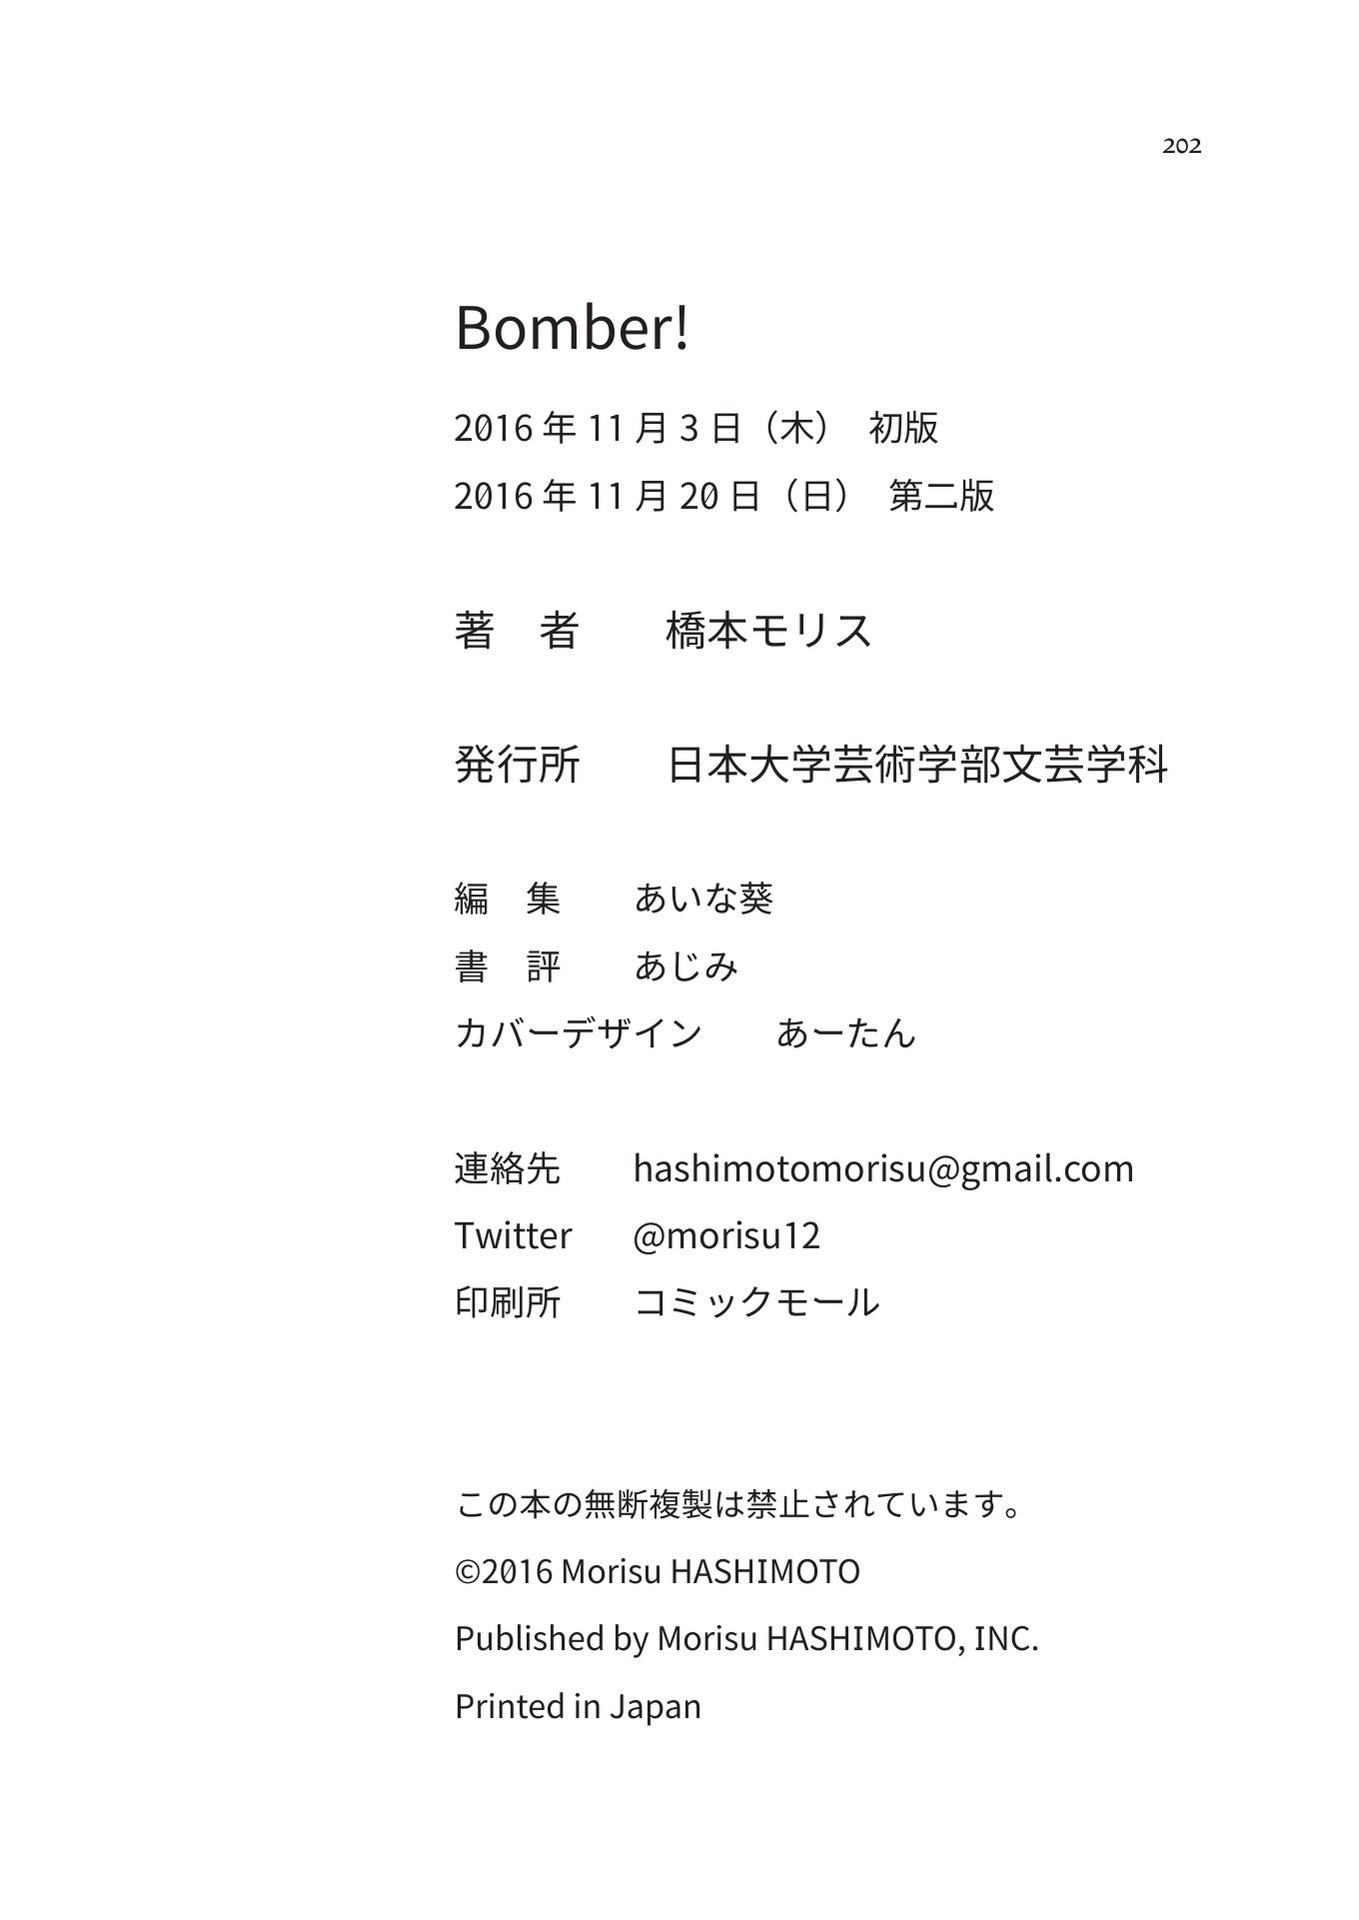 202
Bomber!
2016 年 11 月 3 日（木）　初版
2016 年 11 月 20 日（日）　第二版
著　者　　橋本モリス
発行所　　日本大学芸術学部文芸学科
編　集　　あいな葵
書　評　　あじみ
カバーデザイン　　あーたん
連絡先　　hashimotomorisu@gmail.com
Twitter　　@morisu12
印刷所　　コミックモール
この本の無断複製は禁止されています。
©2016 Morisu HASHIMOTO
Published by Morisu HASHIMOTO, INC.
Printed in Japan